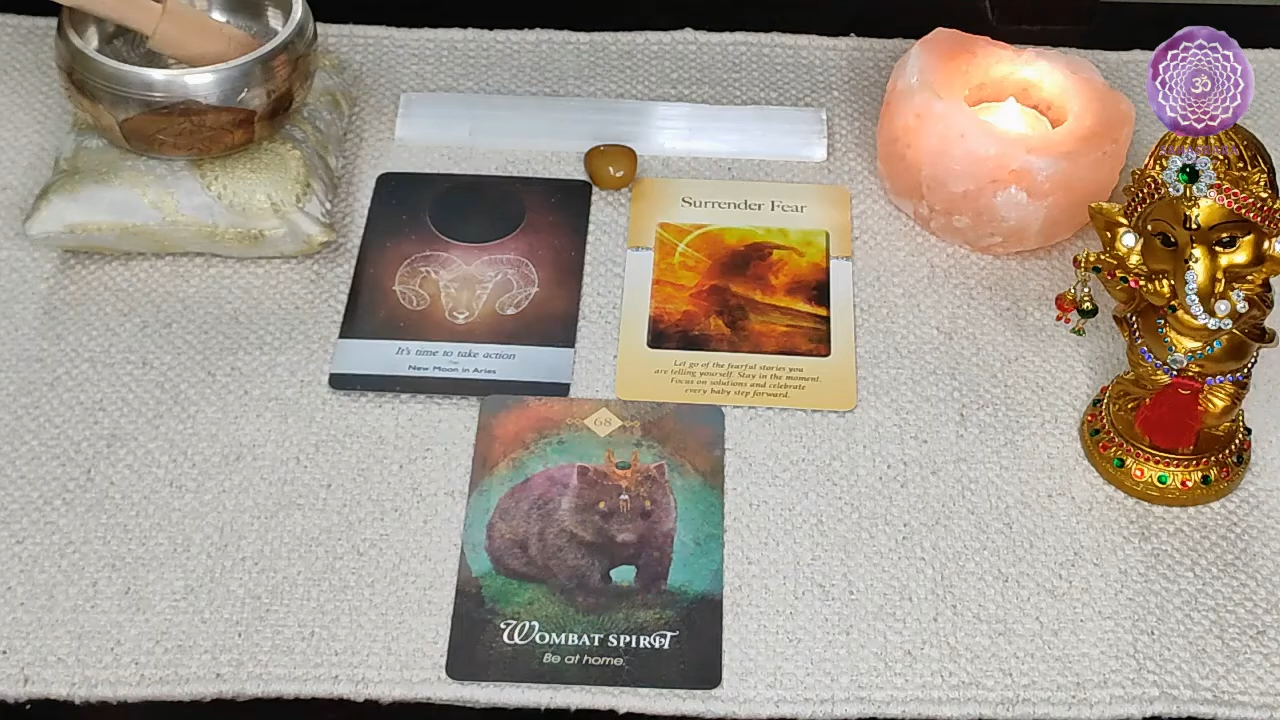 ॐ
Surrender Fear
It's time to take action
New Moon in Aries
Let go of the fearful stories you
are telling yourself. Stay in the moment.
Focus on solutions and celebrate
every baby step forward.
68
WOMBAT SPIRIT
Be at home.